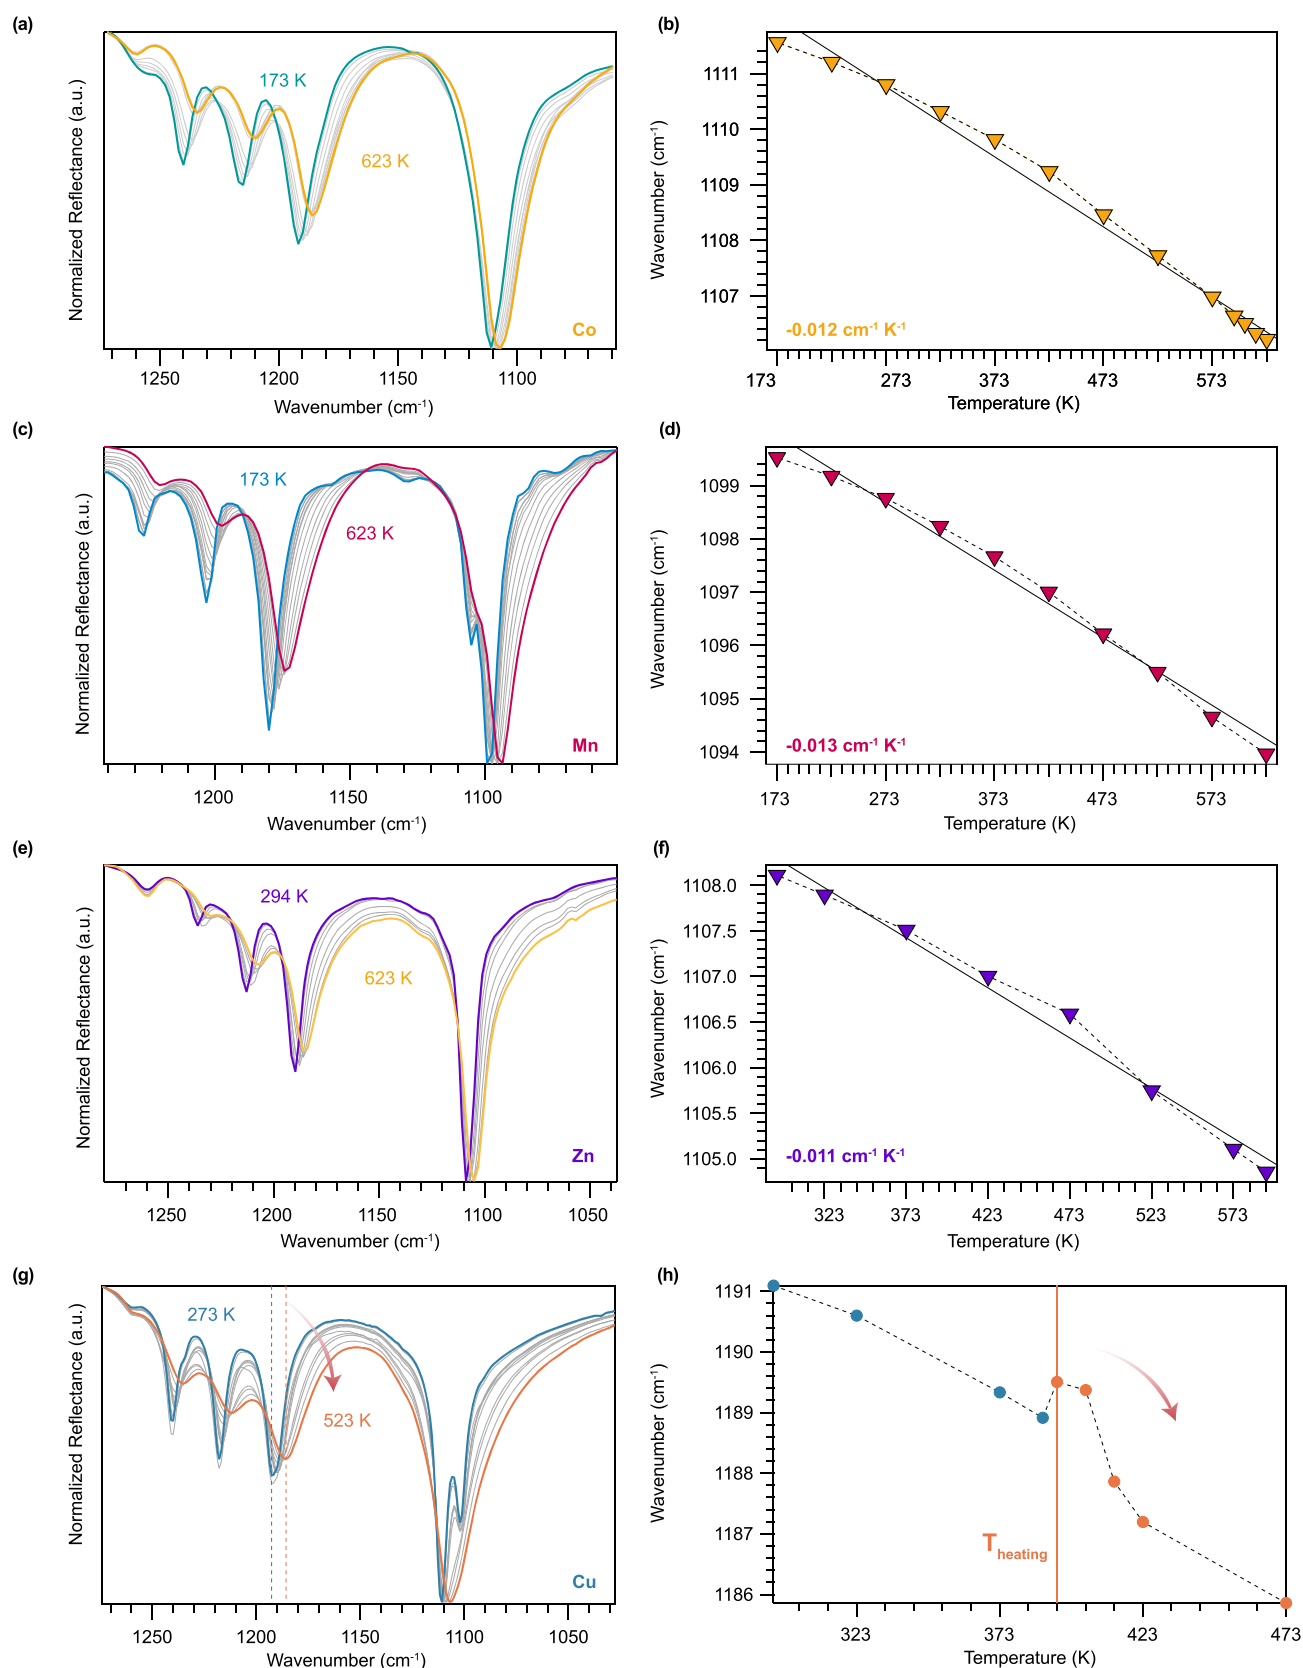 (a)
Normalized Reflectance (a.u.)
173 K
623 K
Co
1250
1200
1150
1100
Wavenumber (cm⁻¹)
(b)
Wavenumber (cm⁻¹)
1111
1110
1109
1108
1107
-0.012 cm⁻¹ K⁻¹
173
273
373
473
573
Temperature (K)
(c)
Normalized Reflectance (a.u.)
173 K
623 K
Mn
1200
1150
1100
Wavenumber (cm⁻¹)
(d)
Wavenumber (cm⁻¹)
1099
1098
1097
1096
1095
1094
-0.013 cm⁻¹ K⁻¹
173
273
373
473
573
Temperature (K)
(e)
Normalized Reflectance (a.u.)
294 K
623 K
Zn
1250
1200
1150
1100
1050
Wavenumber (cm⁻¹)
(f)
Wavenumber (cm⁻¹)
1108.0
1107.5
1107.0
1106.5
1106.0
1105.5
1105.0
-0.011 cm⁻¹ K⁻¹
323
373
423
473
523
573
Temperature (K)
(g)
Normalized Reflectance (a.u.)
273 K
523 K
Cu
1250
1200
1150
1100
1050
Wavenumber (cm⁻¹)
(h)
Wavenumber (cm⁻¹)
1191
1190
1189
1188
1187
1186
T heating
323
373
423
473
Temperature (K)